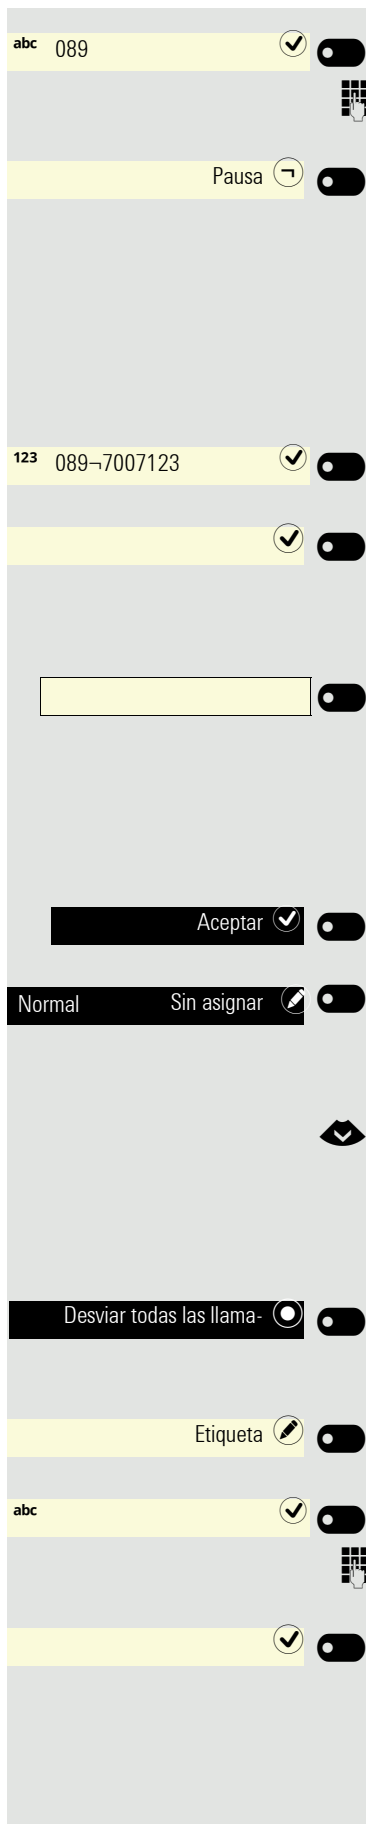 abc 089
Pausa ¬
123 089¬7007123
Aceptar
Normal Sin asignar
Desviar todas las llama-
Etiqueta
abc